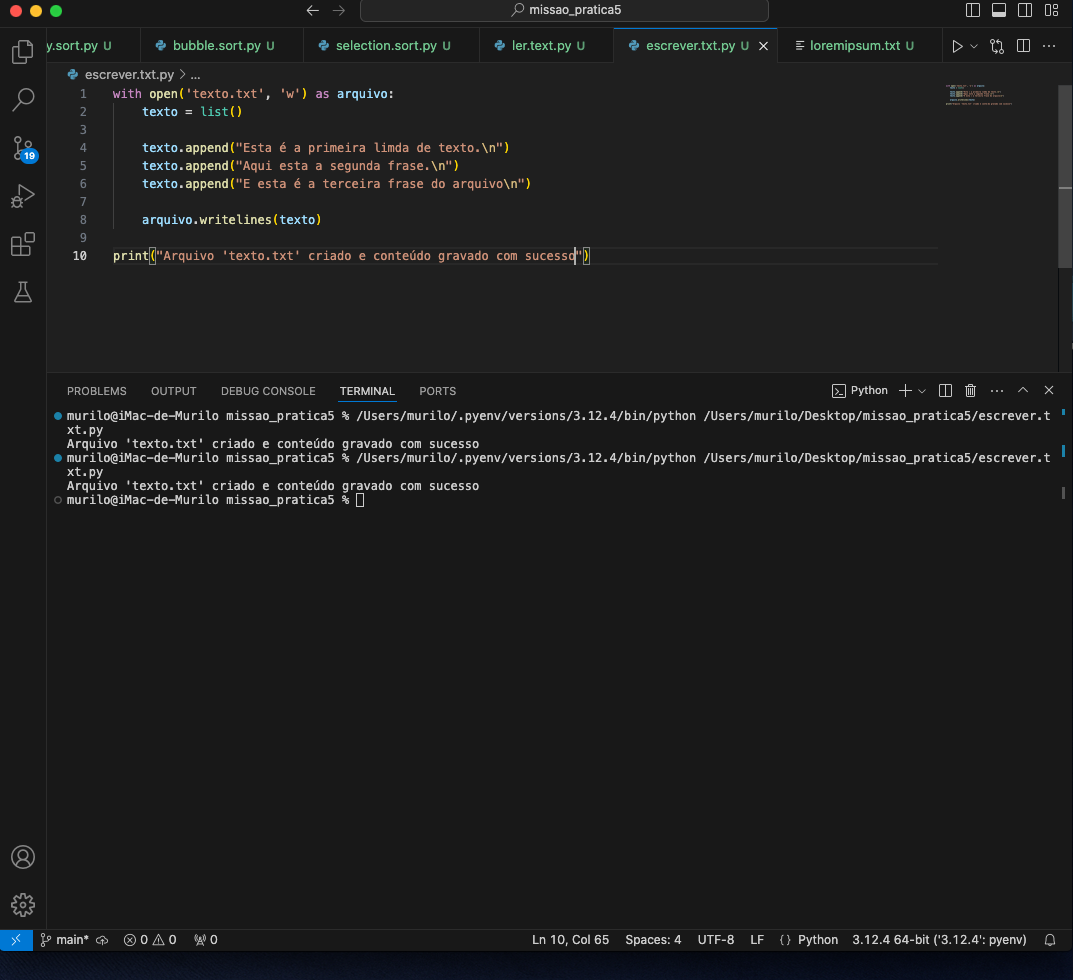 missao_pratica5
y.sort.py U
bubble.sort.py U
selection.sort.py U
ler.text.py U
escrever.txt.py U
loremipsum.txt U
escrever.txt.py > ...
1 with open('texto.txt', 'w') as arquivo:
2 texto = list()
3
4 texto.append("Esta é a primeira limda de texto.\n")
5 texto.append("Aqui esta a segunda frase.\n")
6 texto.append("E esta é a terceira frase do arquivo\n")
7
8 arquivo.writelines(texto)
9
10 print("Arquivo 'texto.txt' criado e conteúdo gravado com sucesso")
19
PROBLEMS OUTPUT DEBUG CONSOLE TERMINAL PORTS
Python
murilo@iMac-de-Murilo missao_pratica5 % /Users/murilo/.pyenv/versions/3.12.4/bin/python /Users/murilo/Desktop/missao_pratica5/escrever.t
xt.py
Arquivo 'texto.txt' criado e conteúdo gravado com sucesso
murilo@iMac-de-Murilo missao_pratica5 % /Users/murilo/.pyenv/versions/3.12.4/bin/python /Users/murilo/Desktop/missao_pratica5/escrever.t
xt.py
Arquivo 'texto.txt' criado e conteúdo gravado com sucesso
murilo@iMac-de-Murilo missao_pratica5 %
main* 0 0 0 Ln 10, Col 65 Spaces: 4 UTF-8 LF {} Python 3.12.4 64-bit ('3.12.4': pyenv)